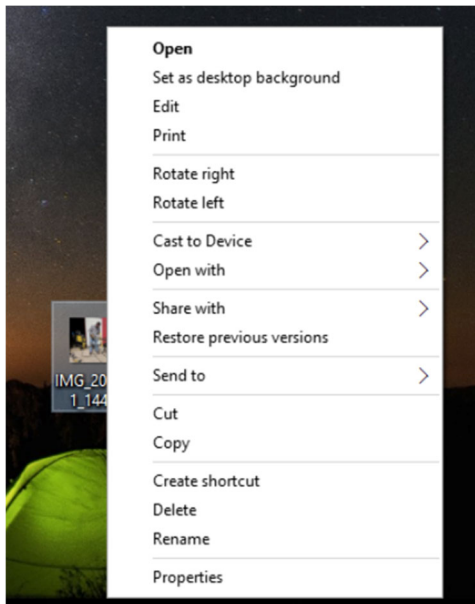 Open
Set as desktop background
Edit
Print
Rotate right
Rotate left
Cast to Device
Open with
Share with
Restore previous versions
Send to
Cut
Copy
Create shortcut
Delete
Rename
Properties
IMG_20
1_144